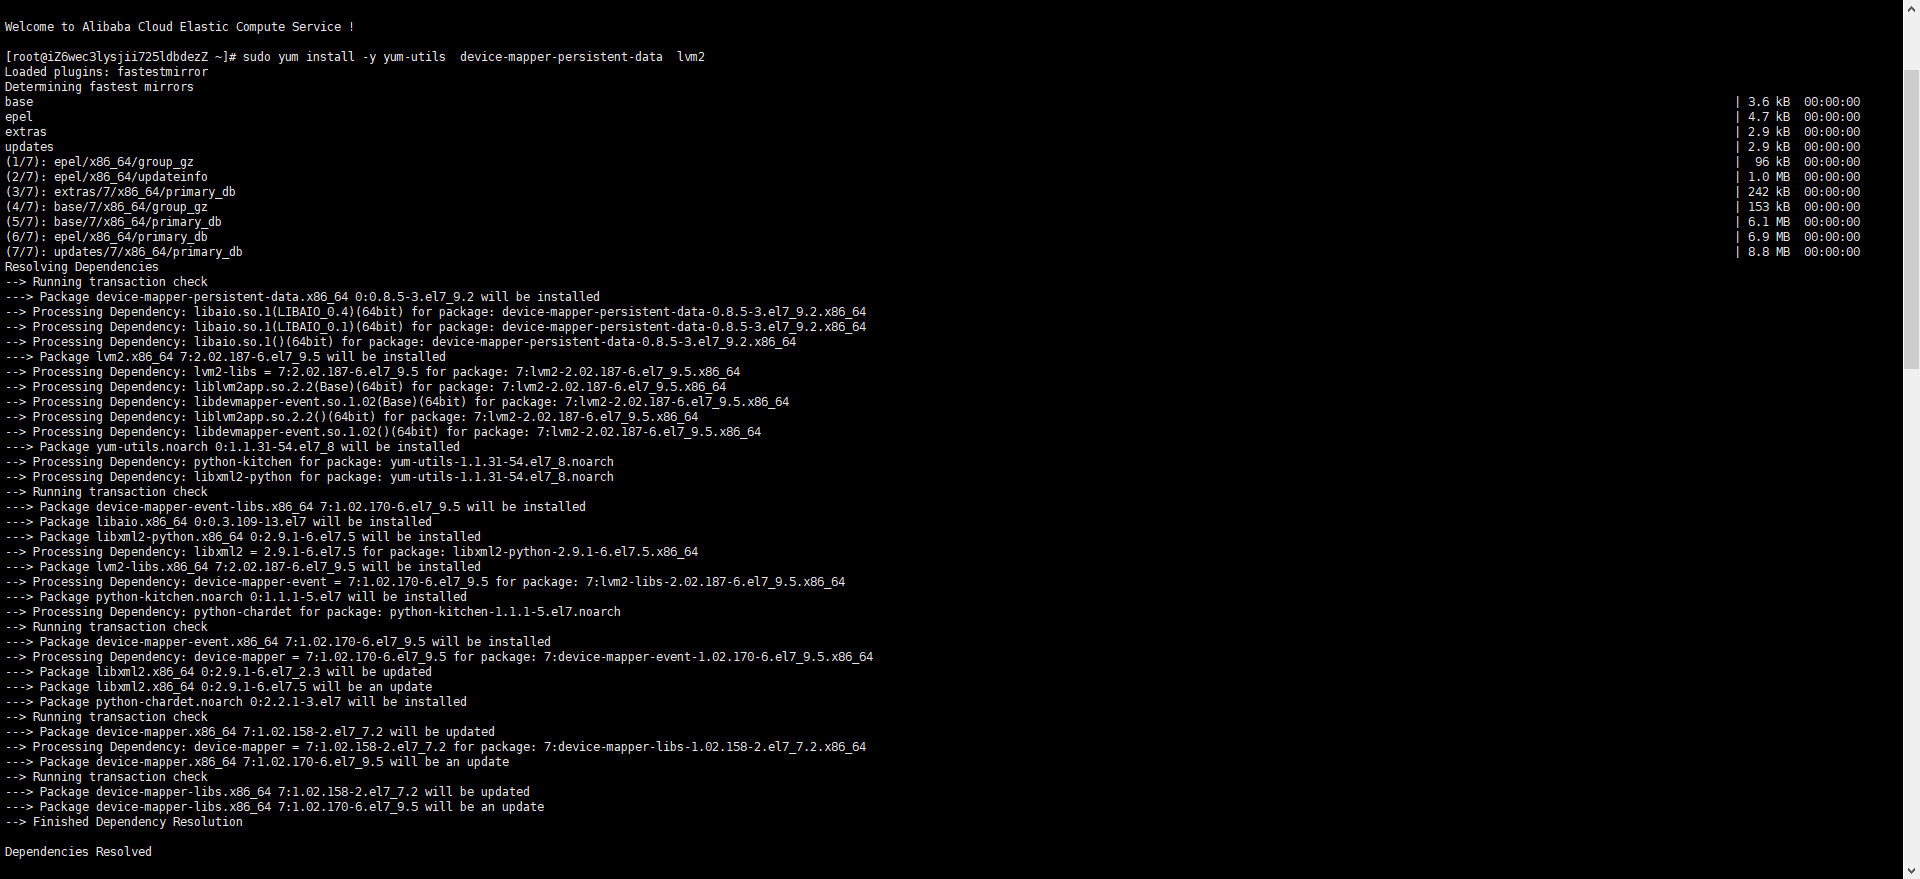 Welcome to Alibaba Cloud Elastic Compute Service !
[root@iZ6wec3lysjii725ldbdezZ ~]# sudo yum install -y yum-utils  device-mapper-persistent-data  lvm2
Loaded plugins: fastestmirror
Determining fastest mirrors
base | 3.6 kB  00:00:00
epel | 4.7 kB  00:00:00
extras | 2.9 kB  00:00:00
updates | 2.9 kB  00:00:00
(1/7): epel/x86_64/group_gz |  96 kB  00:00:00
(2/7): epel/x86_64/updateinfo | 1.0 MB  00:00:00
(3/7): extras/7/x86_64/primary_db | 242 kB  00:00:00
(4/7): base/7/x86_64/group_gz | 153 kB  00:00:00
(5/7): base/7/x86_64/primary_db | 6.1 MB  00:00:00
(6/7): epel/x86_64/primary_db | 6.9 MB  00:00:00
(7/7): updates/7/x86_64/primary_db | 8.8 MB  00:00:00
Resolving Dependencies
--> Running transaction check
---> Package device-mapper-persistent-data.x86_64 0:0.8.5-3.el7_9.2 will be installed
--> Processing Dependency: libaio.so.1(LIBAIO_0.4)(64bit) for package: device-mapper-persistent-data-0.8.5-3.el7_9.2.x86_64
--> Processing Dependency: libaio.so.1(LIBAIO_0.1)(64bit) for package: device-mapper-persistent-data-0.8.5-3.el7_9.2.x86_64
--> Processing Dependency: libaio.so.1()(64bit) for package: device-mapper-persistent-data-0.8.5-3.el7_9.2.x86_64
---> Package lvm2.x86_64 7:2.02.187-6.el7_9.5 will be installed
--> Processing Dependency: lvm2-libs = 7:2.02.187-6.el7_9.5 for package: 7:lvm2-2.02.187-6.el7_9.5.x86_64
--> Processing Dependency: liblvm2app.so.2.2(Base)(64bit) for package: 7:lvm2-2.02.187-6.el7_9.5.x86_64
--> Processing Dependency: libdevmapper-event.so.1.02(Base)(64bit) for package: 7:lvm2-2.02.187-6.el7_9.5.x86_64
--> Processing Dependency: liblvm2app.so.2.2()(64bit) for package: 7:lvm2-2.02.187-6.el7_9.5.x86_64
--> Processing Dependency: libdevmapper-event.so.1.02()(64bit) for package: 7:lvm2-2.02.187-6.el7_9.5.x86_64
---> Package yum-utils.noarch 0:1.1.31-54.el7_8 will be installed
--> Processing Dependency: python-kitchen for package: yum-utils-1.1.31-54.el7_8.noarch
--> Processing Dependency: libxml2-python for package: yum-utils-1.1.31-54.el7_8.noarch
--> Running transaction check
---> Package device-mapper-event-libs.x86_64 7:1.02.170-6.el7_9.5 will be installed
---> Package libaio.x86_64 0:0.3.109-13.el7 will be installed
---> Package libxml2-python.x86_64 0:2.9.1-6.el7.5 will be installed
--> Processing Dependency: libxml2 = 2.9.1-6.el7.5 for package: libxml2-python-2.9.1-6.el7.5.x86_64
---> Package lvm2-libs.x86_64 7:2.02.187-6.el7_9.5 will be installed
--> Processing Dependency: device-mapper-event = 7:1.02.170-6.el7_9.5 for package: 7:lvm2-libs-2.02.187-6.el7_9.5.x86_64
---> Package python-kitchen.noarch 0:1.1.1-5.el7 will be installed
--> Processing Dependency: python-chardet for package: python-kitchen-1.1.1-5.el7.noarch
--> Running transaction check
---> Package device-mapper-event.x86_64 7:1.02.170-6.el7_9.5 will be installed
--> Processing Dependency: device-mapper = 7:1.02.170-6.el7_9.5 for package: 7:device-mapper-event-1.02.170-6.el7_9.5.x86_64
---> Package libxml2.x86_64 0:2.9.1-6.el7_2.3 will be updated
---> Package libxml2.x86_64 0:2.9.1-6.el7.5 will be an update
---> Package python-chardet.noarch 0:2.2.1-3.el7 will be installed
--> Running transaction check
---> Package device-mapper.x86_64 7:1.02.158-2.el7_7.2 will be updated
--> Processing Dependency: device-mapper = 7:1.02.158-2.el7_7.2 for package: 7:device-mapper-libs-1.02.158-2.el7_7.2.x86_64
---> Package device-mapper.x86_64 7:1.02.170-6.el7_9.5 will be an update
--> Running transaction check
---> Package device-mapper-libs.x86_64 7:1.02.158-2.el7_7.2 will be updated
---> Package device-mapper-libs.x86_64 7:1.02.170-6.el7_9.5 will be an update
--> Finished Dependency Resolution
Dependencies Resolved